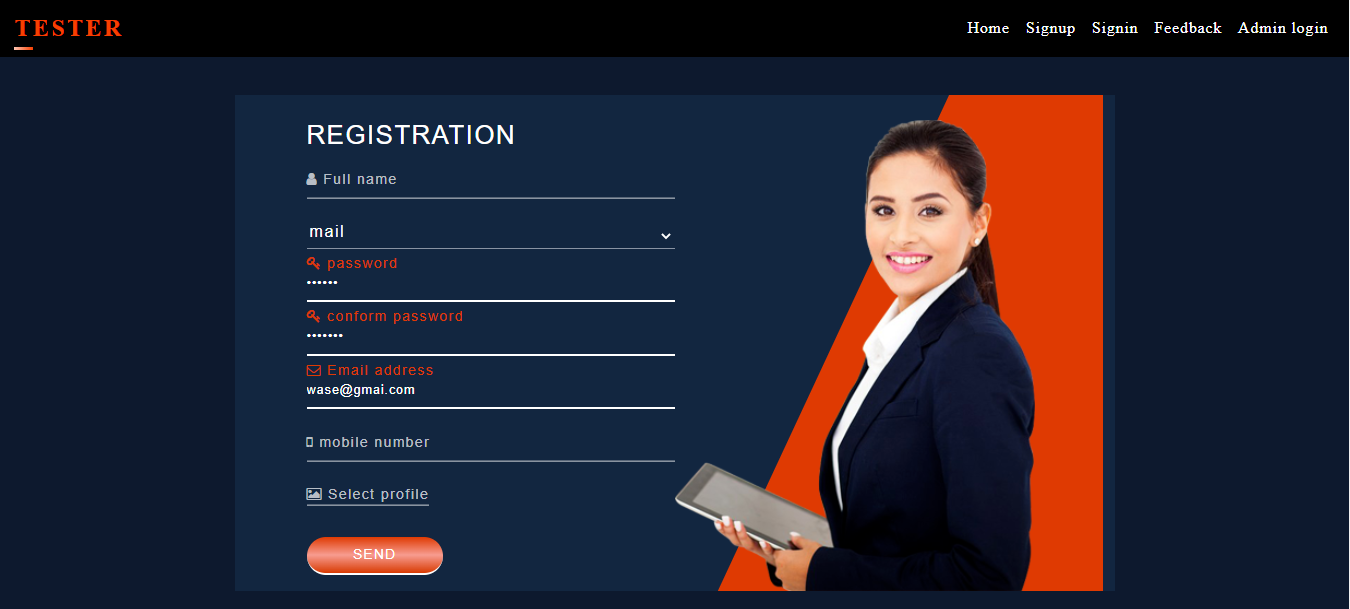 TESTER
Home Signup Signin Feedback Admin login
REGISTRATION
Full name
mail
password
••••••
conform password
•••••••
Email address
wase@gmai.com
mobile number
Select profile
SEND